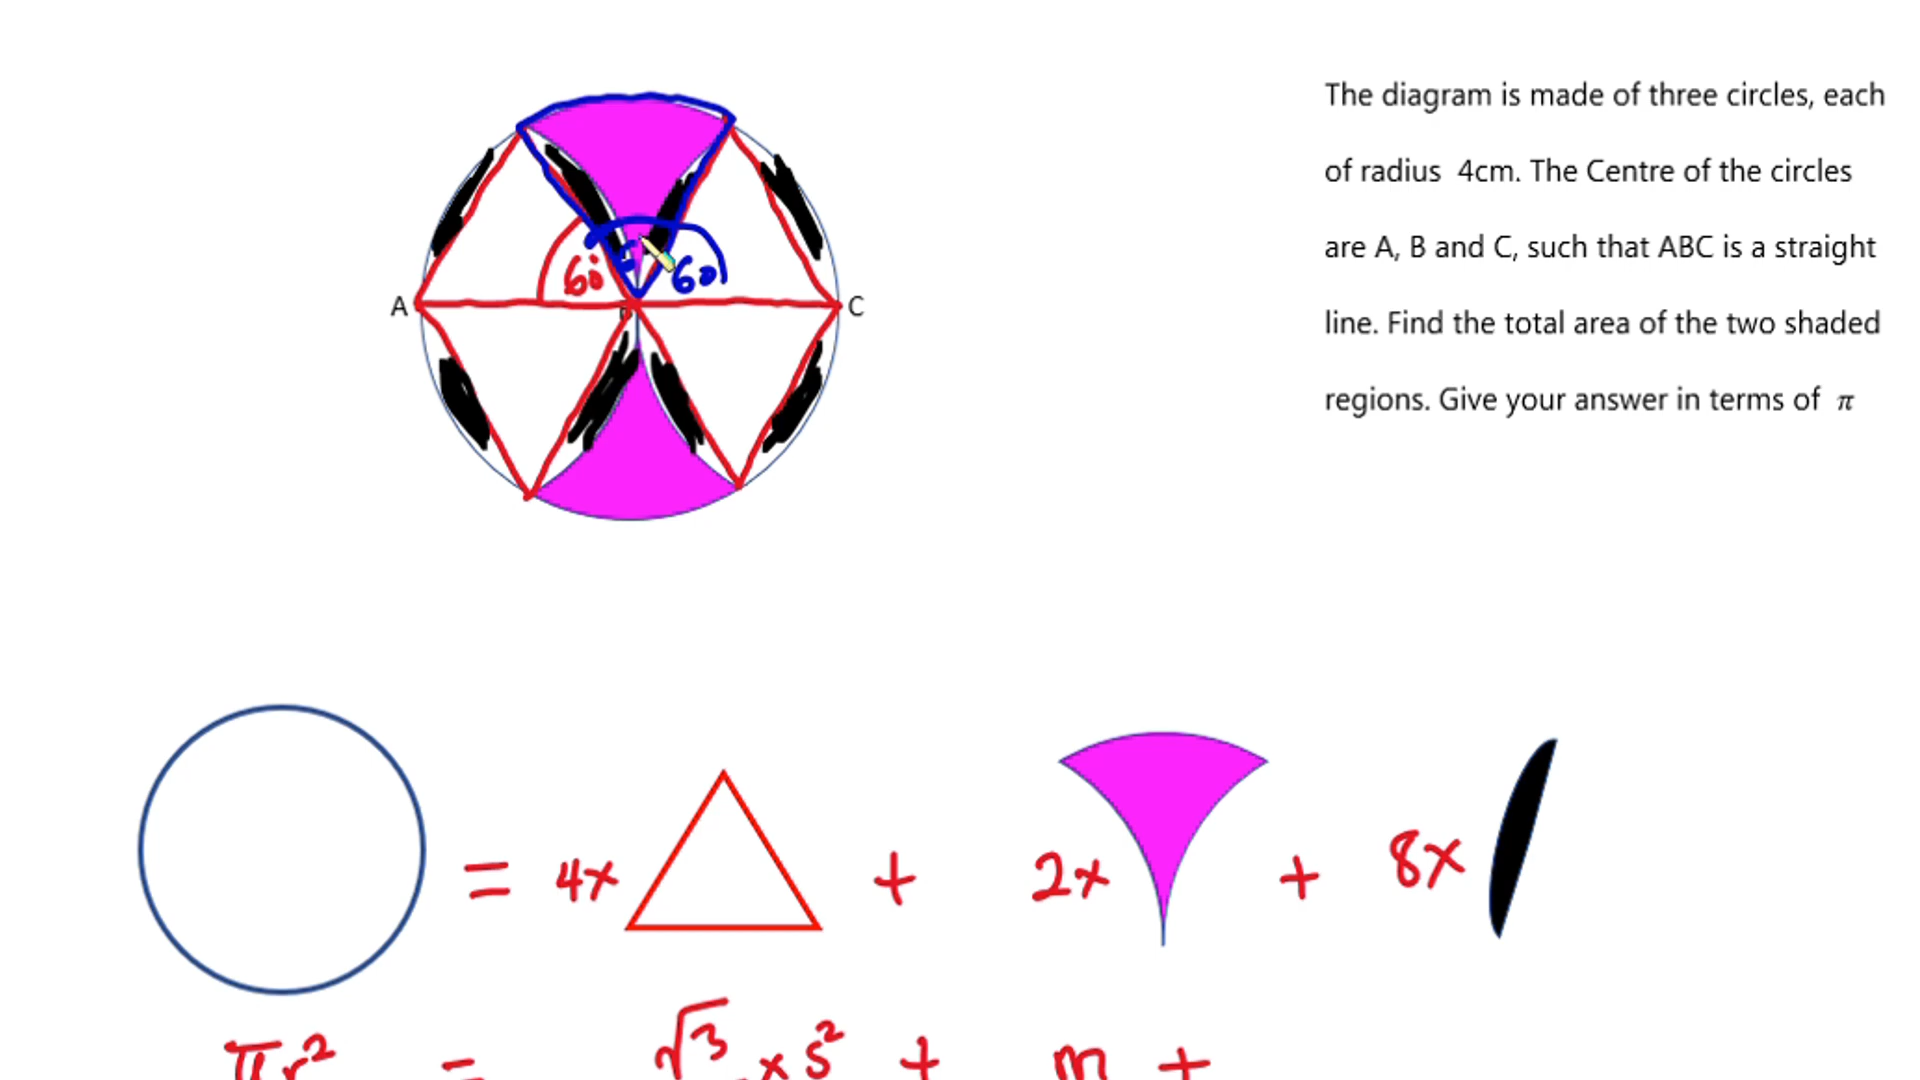 The diagram is made of three circles, each
of radius 4cm. The Centre of the circles
are A, B and C, such that ABC is a straight
line. Find the total area of the two shaded
regions. Give your answer in terms of π
60 60
A C
= 4x + 2x + 8x
πr² = √3 x s² + m +